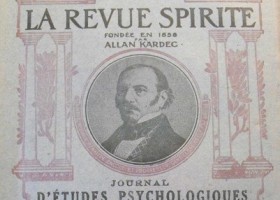 LA REVUE SPIRITE
FONDÉE EN 1858
PAR
ALLAN KARDEC
JOURNAL
D'ÉTUDES PSYCHOLOGIQUES